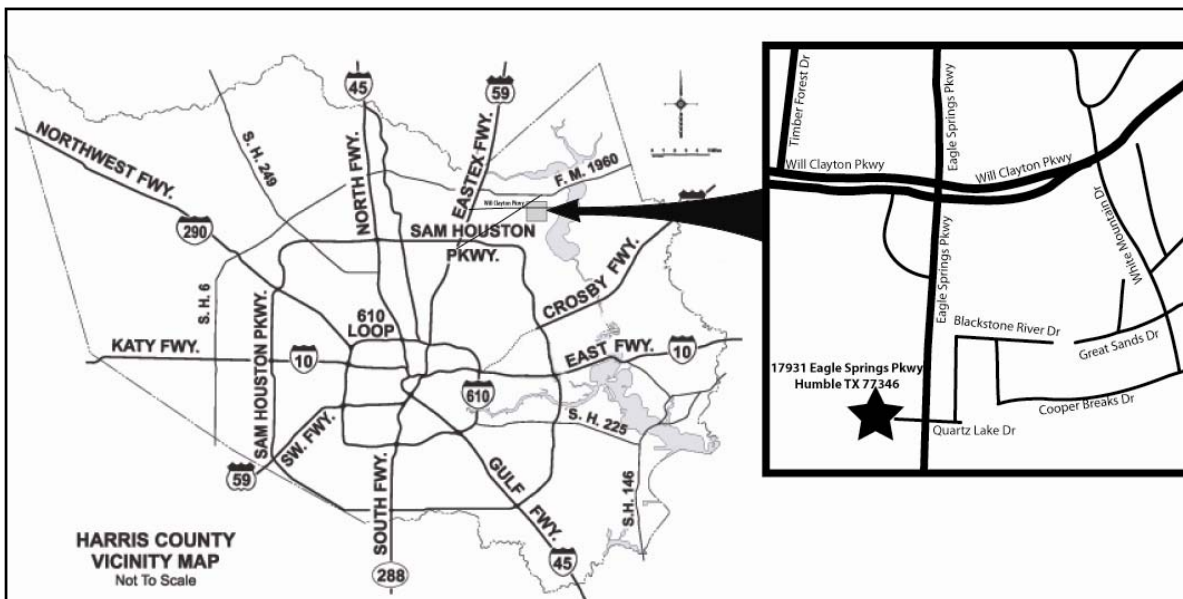 45
59
NORTHWEST FWY.
S. H. 249
NORTH FWY.
EASTEX FWY.
F. M. 1960
Will Clayton Pkwy
290
SAM HOUSTON
PKWY.
S. H. 6
CROSBY FWY.
610
LOOP
KATY FWY.
10
EAST FWY.
10
SAM HOUSTON PKWY.
610
S. H. 225
SW. FWY.
59
SOUTH FWY.
GULF FWY.
S.H. 146
288
45
HARRIS COUNTY
VICINITY MAP
Not To Scale
Timber Forest Dr
Eagle Springs Pkwy
Will Clayton Pkwy
Will Clayton Pkwy
White Mountain Dr
Eagle Springs Pkwy
Blackstone River Dr
Great Sands Dr
17931 Eagle Springs Pkwy
Humble TX 77346
Cooper Breaks Dr
Quartz Lake Dr